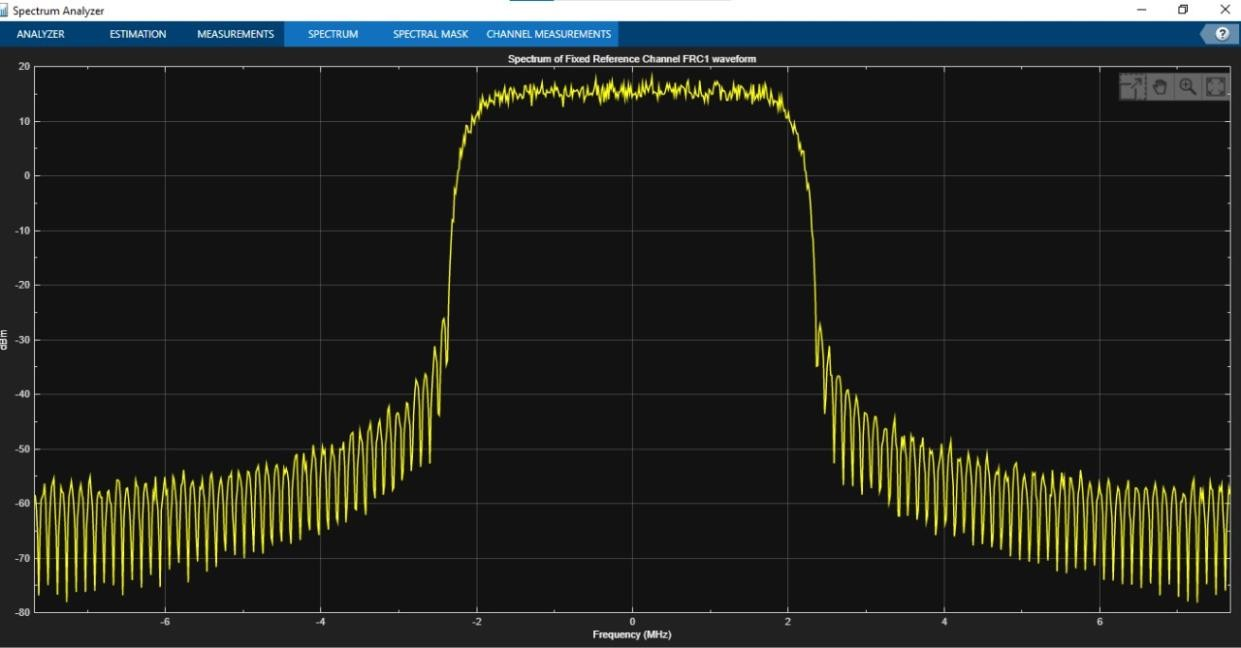 Spectrum Analyzer
ANALYZER ESTIMATION MEASUREMENTS SPECTRUM SPECTRAL MASK CHANNEL MEASUREMENTS ?
Spectrum of Fixed Reference Channel FRC1 waveform
20
10
0
-10
-20
-30
dBm
-40
-50
-60
-70
-80
-6 -4 -2 0 2 4 6
Frequency (MHz)